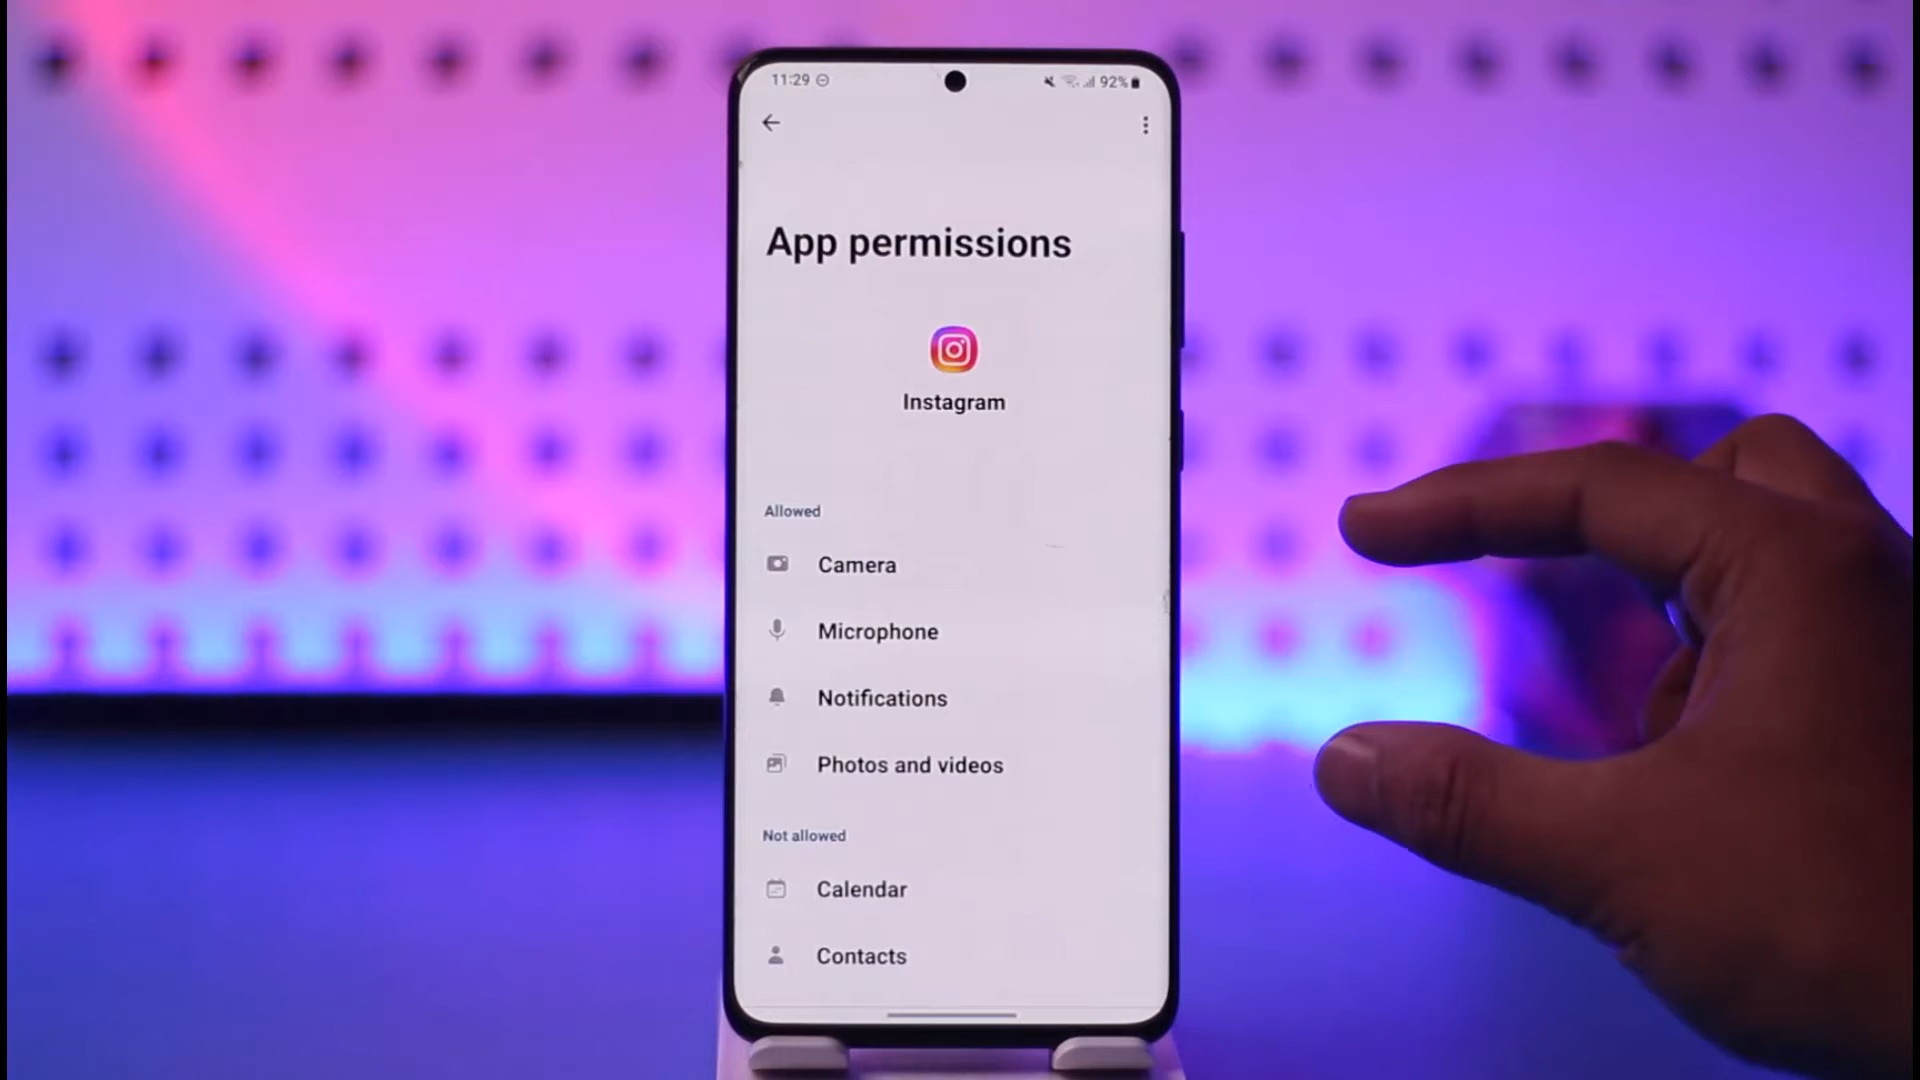 11:29 92%
App permissions
Instagram
Allowed
Camera
Microphone
Notifications
Photos and videos
Not allowed
Calendar
Contacts